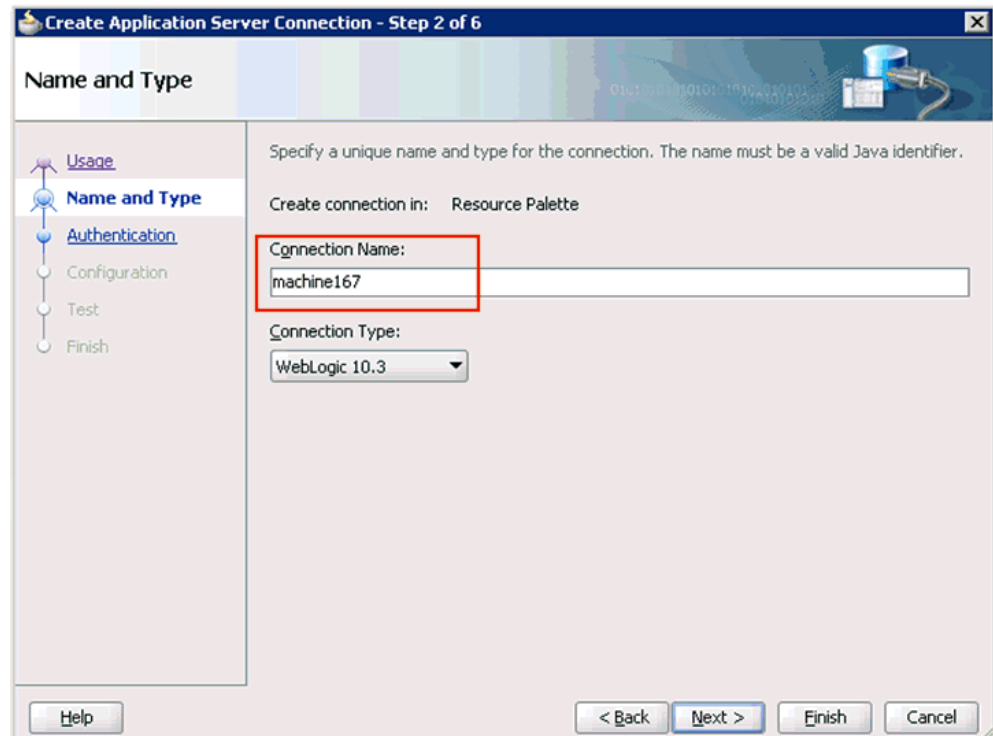 Create Application Server Connection - Step 2 of 6
Name and Type
Usage
Name and Type
Authentication
Configuration
Test
Finish
Specify a unique name and type for the connection. The name must be a valid Java identifier.
Create connection in: Resource Palette
Connection Name:
machine167
Connection Type:
WebLogic 10.3
Help
< Back
Next >
Finish
Cancel